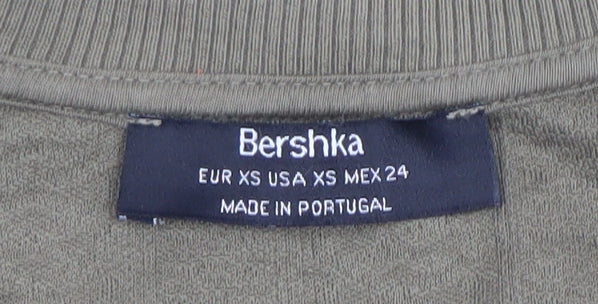 Bershka
EUR XS USA XS MEX 24
MADE IN PORTUGAL